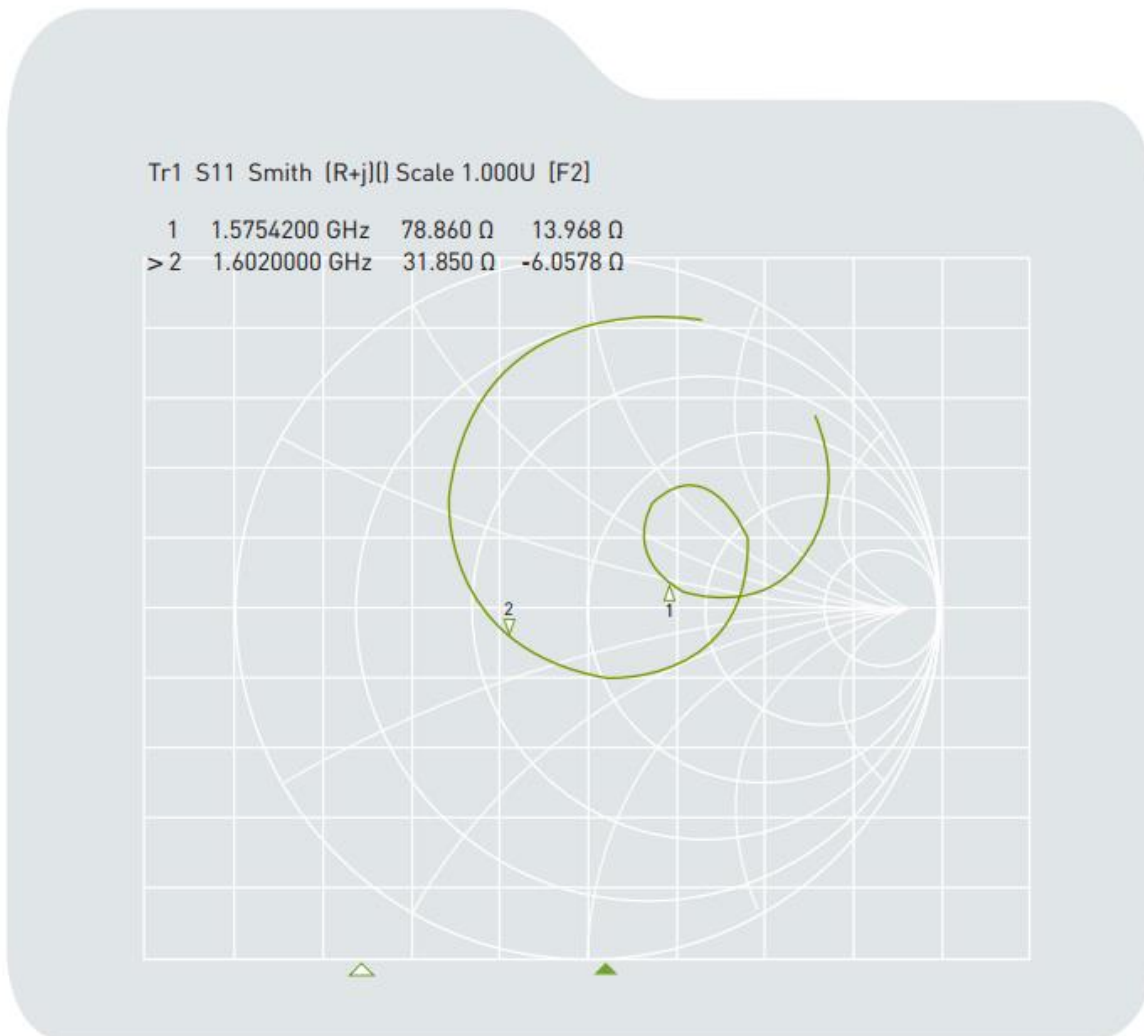 Tr1 S11 Smith (R+j)[) Scale 1.000U [F2]
1 1.5754200 GHz 78.860 Ω 13.968 Ω
> 2 1.6020000 GHz 31.850 Ω -6.0578 Ω
2
1